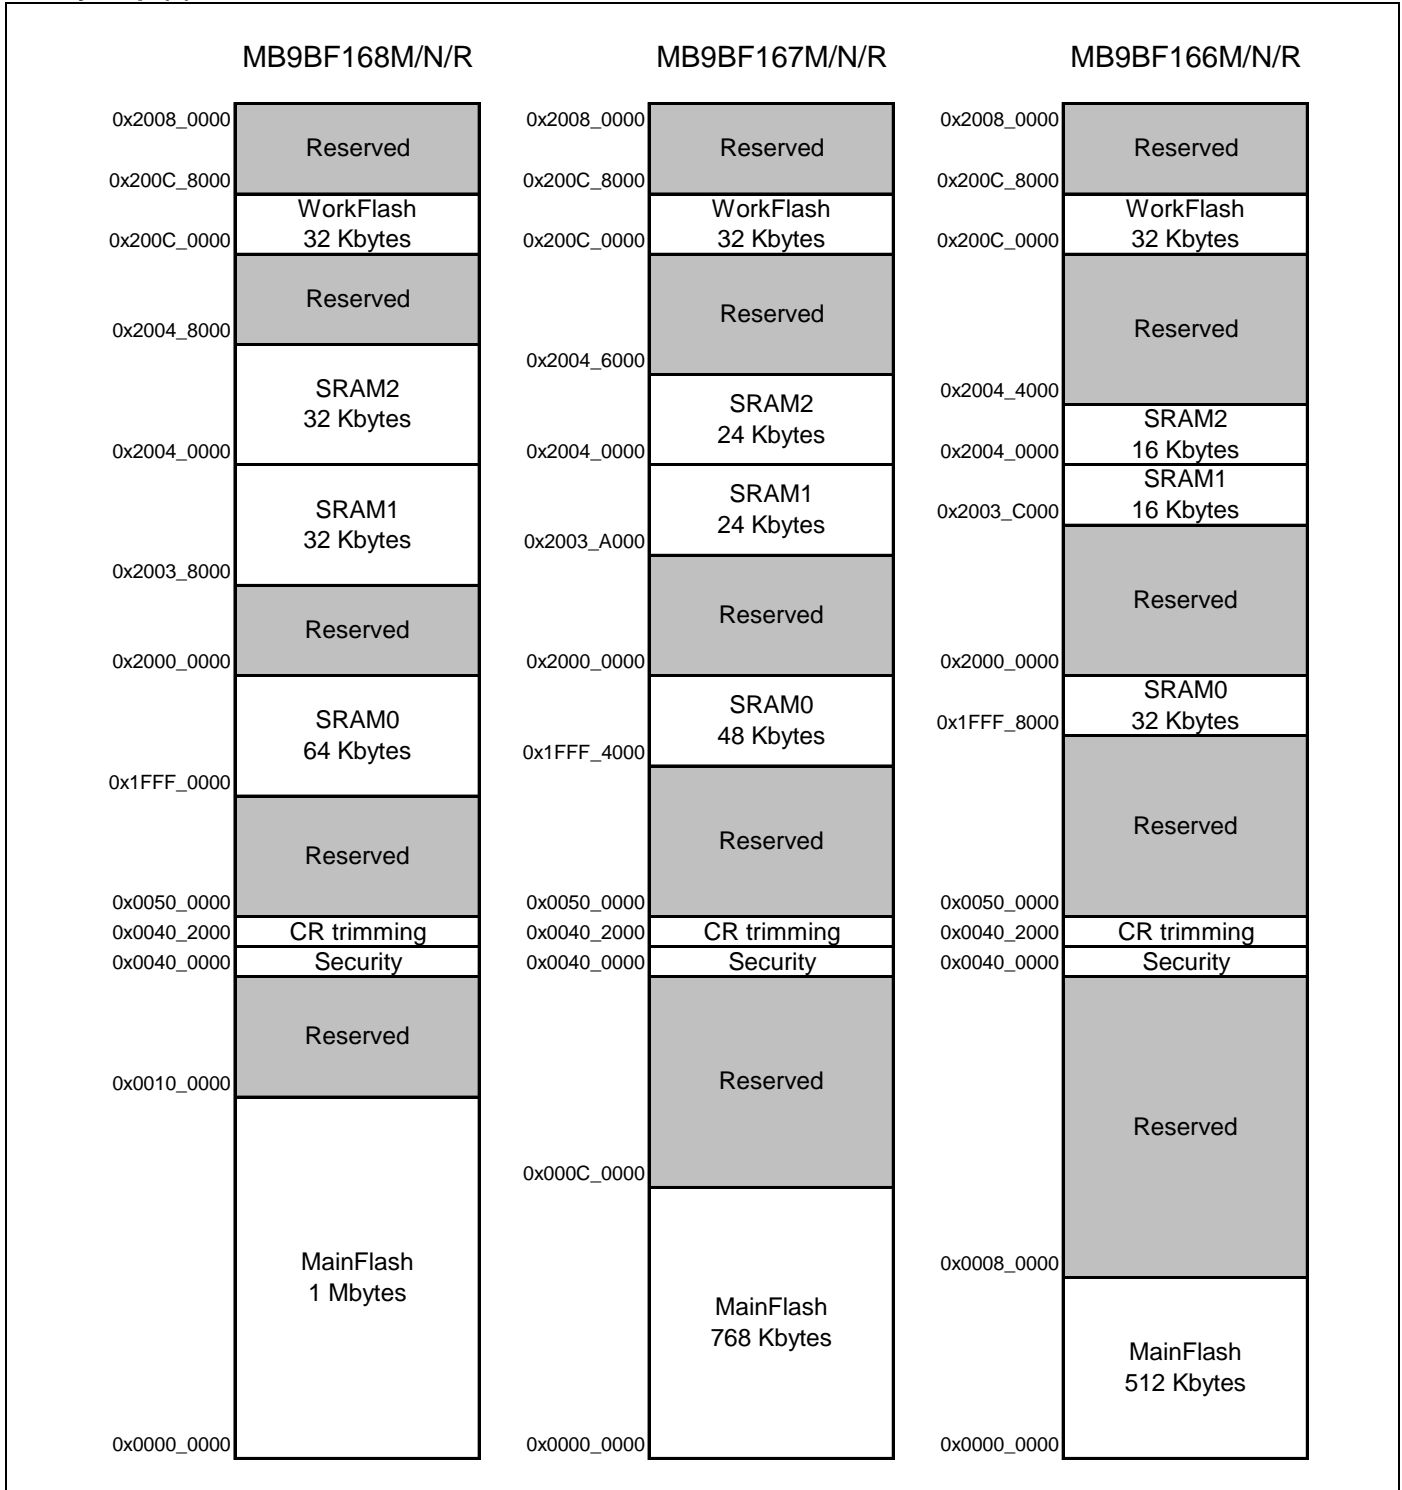 MB9BF168M/N/R
0x2008_0000
Reserved
0x200C_8000
WorkFlash
32 Kbytes
0x200C_0000
Reserved
0x2004_8000
SRAM2
32 Kbytes
0x2004_0000
SRAM1
32 Kbytes
0x2003_8000
Reserved
0x2000_0000
SRAM0
64 Kbytes
0x1FFF_0000
Reserved
0x0050_0000
0x0040_2000 CR trimming
0x0040_0000 Security
Reserved
0x0010_0000
MainFlash
1 Mbytes
0x0000_0000
MB9BF167M/N/R
0x2008_0000
Reserved
0x200C_8000
WorkFlash
32 Kbytes
0x200C_0000
Reserved
0x2004_6000
SRAM2
24 Kbytes
0x2004_0000
SRAM1
24 Kbytes
0x2003_A000
Reserved
0x2000_0000
SRAM0
48 Kbytes
0x1FFF_4000
Reserved
0x0050_0000
0x0040_2000 CR trimming
0x0040_0000 Security
Reserved
0x000C_0000
MainFlash
768 Kbytes
0x0000_0000
MB9BF166M/N/R
0x2008_0000
Reserved
0x200C_8000
WorkFlash
32 Kbytes
0x200C_0000
Reserved
0x2004_4000
SRAM2
16 Kbytes
0x2004_0000
SRAM1
16 Kbytes
0x2003_C000
Reserved
0x2000_0000
SRAM0
32 Kbytes
0x1FFF_8000
Reserved
0x0050_0000
0x0040_2000 CR trimming
0x0040_0000 Security
Reserved
0x0008_0000
MainFlash
512 Kbytes
0x0000_0000